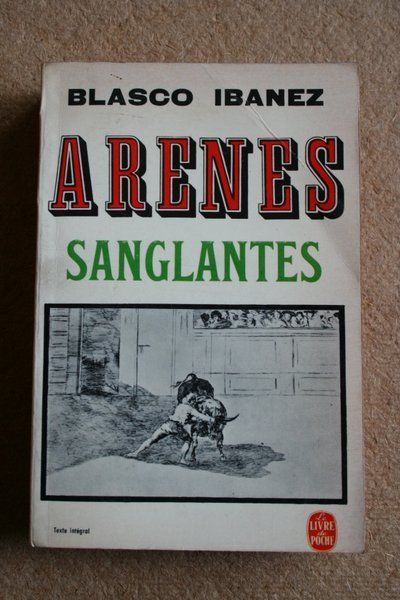 BLASCO IBANEZ
ARENES
SANGLANTES
Texte intégral
Le
LIVRE
de
POCHE